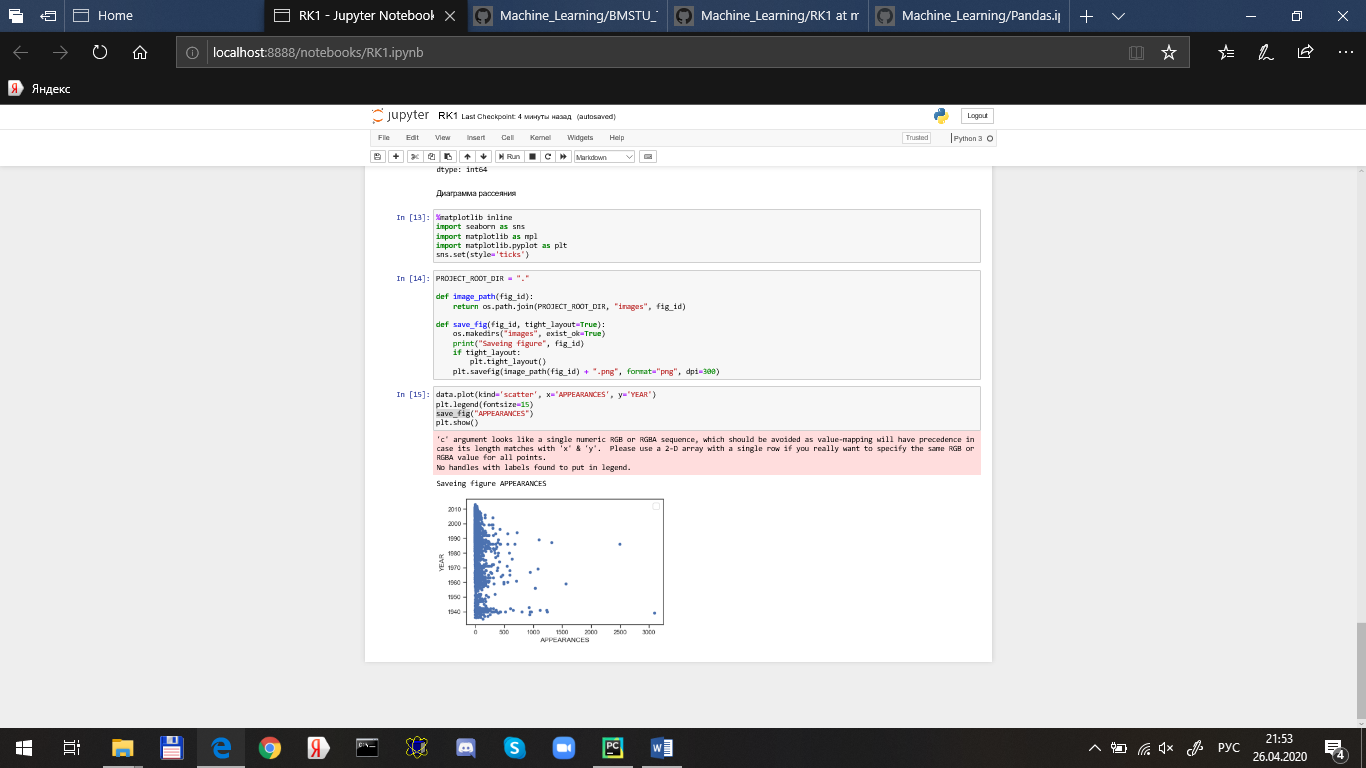 Home
RK1 - Jupyter Notebook
Machine_Learning/BMSTU_
Machine_Learning/RK1 at m
Machine_Learning/Pandas.ip
localhost:8888/notebooks/RK1.ipynb
Я Яндекс
jupyter RK1 Last Checkpoint: 4 минуты назад (autosaved)
Logout
File Edit View Insert Cell Kernel Widgets Help
Trusted
Python 3
Run
Markdown
dtype: int64
Диаграмма рассеяния
In [13]: %matplotlib inline
import seaborn as sns
import matplotlib as mpl
import matplotlib.pyplot as plt
sns.set(style='ticks')
In [14]: PROJECT_ROOT_DIR = "."
def image_path(fig_id):
return os.path.join(PROJECT_ROOT_DIR, "images", fig_id)
def save_fig(fig_id, tight_layout=True):
os.makedirs("images", exist_ok=True)
print("Saveing figure", fig_id)
if tight_layout:
plt.tight_layout()
plt.savefig(image_path(fig_id) + ".png", format="png", dpi=300)
In [15]: data.plot(kind='scatter', x='APPEARANCES', y='YEAR')
plt.legend(fontsize=15)
save_fig("APPEARANCES")
plt.show()
'c' argument looks like a single numeric RGB or RGBA sequence, which should be avoided as value-mapping will have precedence in
case its length matches with 'x' & 'y'. Please use a 2-D array with a single row if you really want to specify the same RGB or
RGBA value for all points.
No handles with labels found to put in legend.
Saveing figure APPEARANCES
2010
2000
1990
1980
1970
1960
1950
1940
YEAR
0 500 1000 1500 2000 2500 3000
APPEARANCES
РУС
21:53
26.04.2020
4